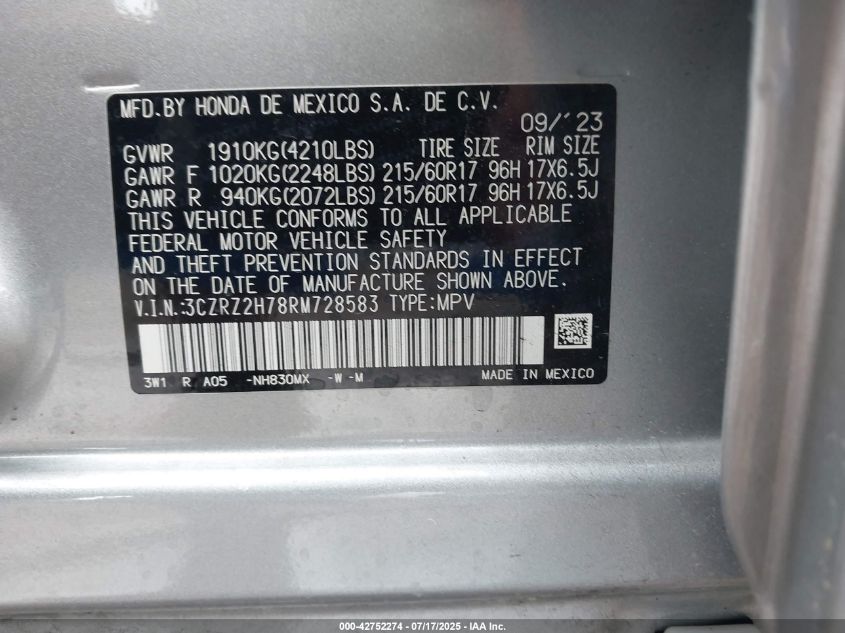 MFD.BY HONDA DE MEXICO S.A. DE C.V.
09/'23
GVWR 1910KG(4210LBS) TIRE SIZE RIM SIZE
GAWR F 1020KG(2248LBS) 215/60R17 96H 17X6.5J
GAWR R 940KG(2072LBS) 215/60R17 96H 17X6.5J
THIS VEHICLE CONFORMS TO ALL APPLICABLE
FEDERAL MOTOR VEHICLE SAFETY
AND THEFT PREVENTION STANDARDS IN EFFECT
ON THE DATE OF MANUFACTURE SHOWN ABOVE.
V.I.N.:3CZRZ2H78RM728583 TYPE:MPV
3W1 R A05 -NH830MX -W -M MADE IN MEXICO
000-42752274 / 07/17/2025 - IAA Inc.